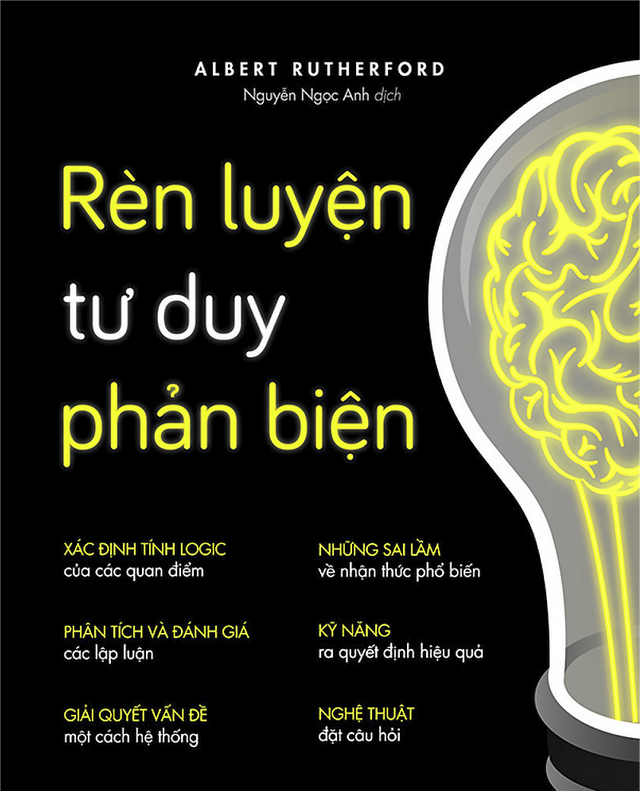 ALBERT RUTHERFORD
Nguyễn Ngọc Anh dịch
Rèn luyện
tư duy
phản biện
XÁC ĐỊNH TÍNH LOGIC
của các quan điểm
NHỮNG SAI LẦM
về nhận thức phổ biến
PHÂN TÍCH VÀ ĐÁNH GIÁ
các lập luận
KỸ NĂNG
ra quyết định hiệu quả
GIẢI QUYẾT VẤN ĐỀ
một cách hệ thống
NGHỆ THUẬT
đặt câu hỏi